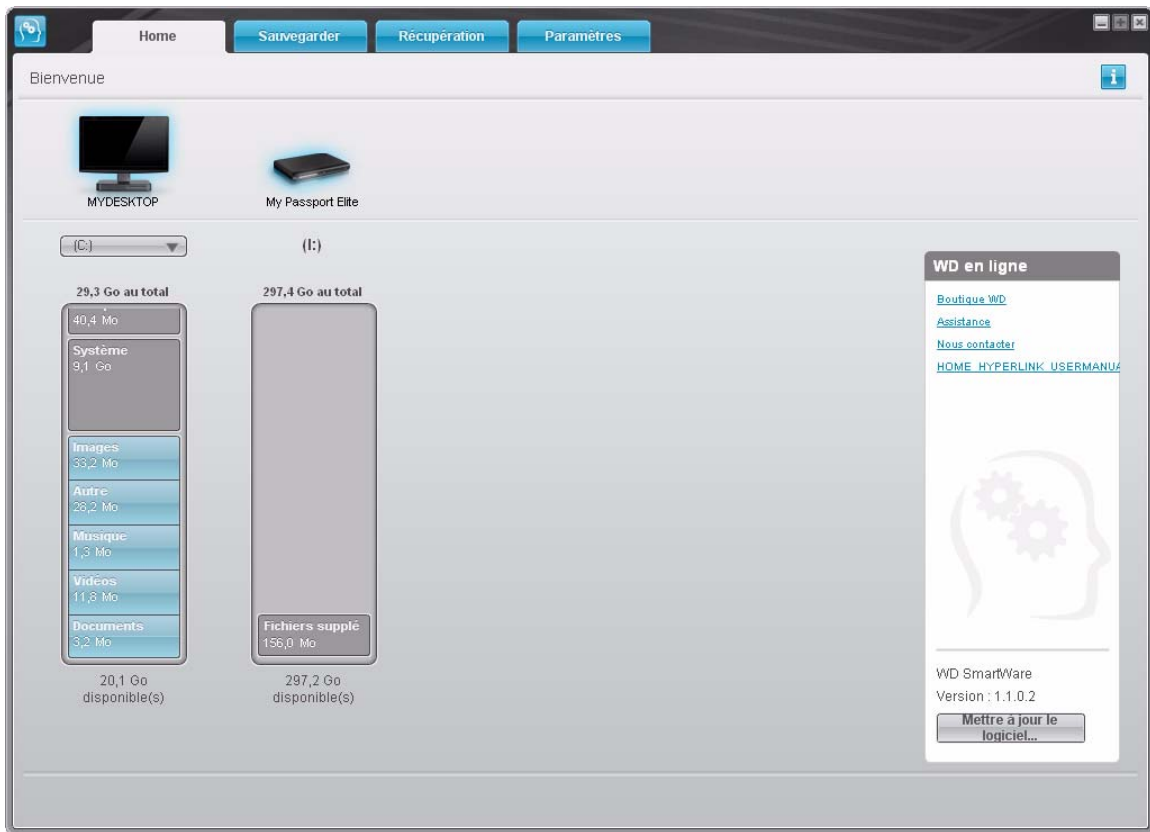 Home
Sauvegarder
Récupération
Paramètres
Bienvenue
MYDESKTOP
My Passport Elite
(C:)
(I:)
29,3 Go au total
297,4 Go au total
40,4 Mo
Système
9,1 Go
Images
33,2 Mo
Autre
26,2 Mo
Musique
1,3 Mo
Vidéos
11,8 Mo
Documents
3,2 Mo
Fichiers supplé
156,0 Mo
20,1 Go
disponible(s)
297,2 Go
disponible(s)
WD en ligne
Boutique WD
Assistance
Nous contacter
HOME_HYPERLINK_USERMANUA
WD SmartWare
Version : 1.1.0.2
Mettre à jour le
logiciel...